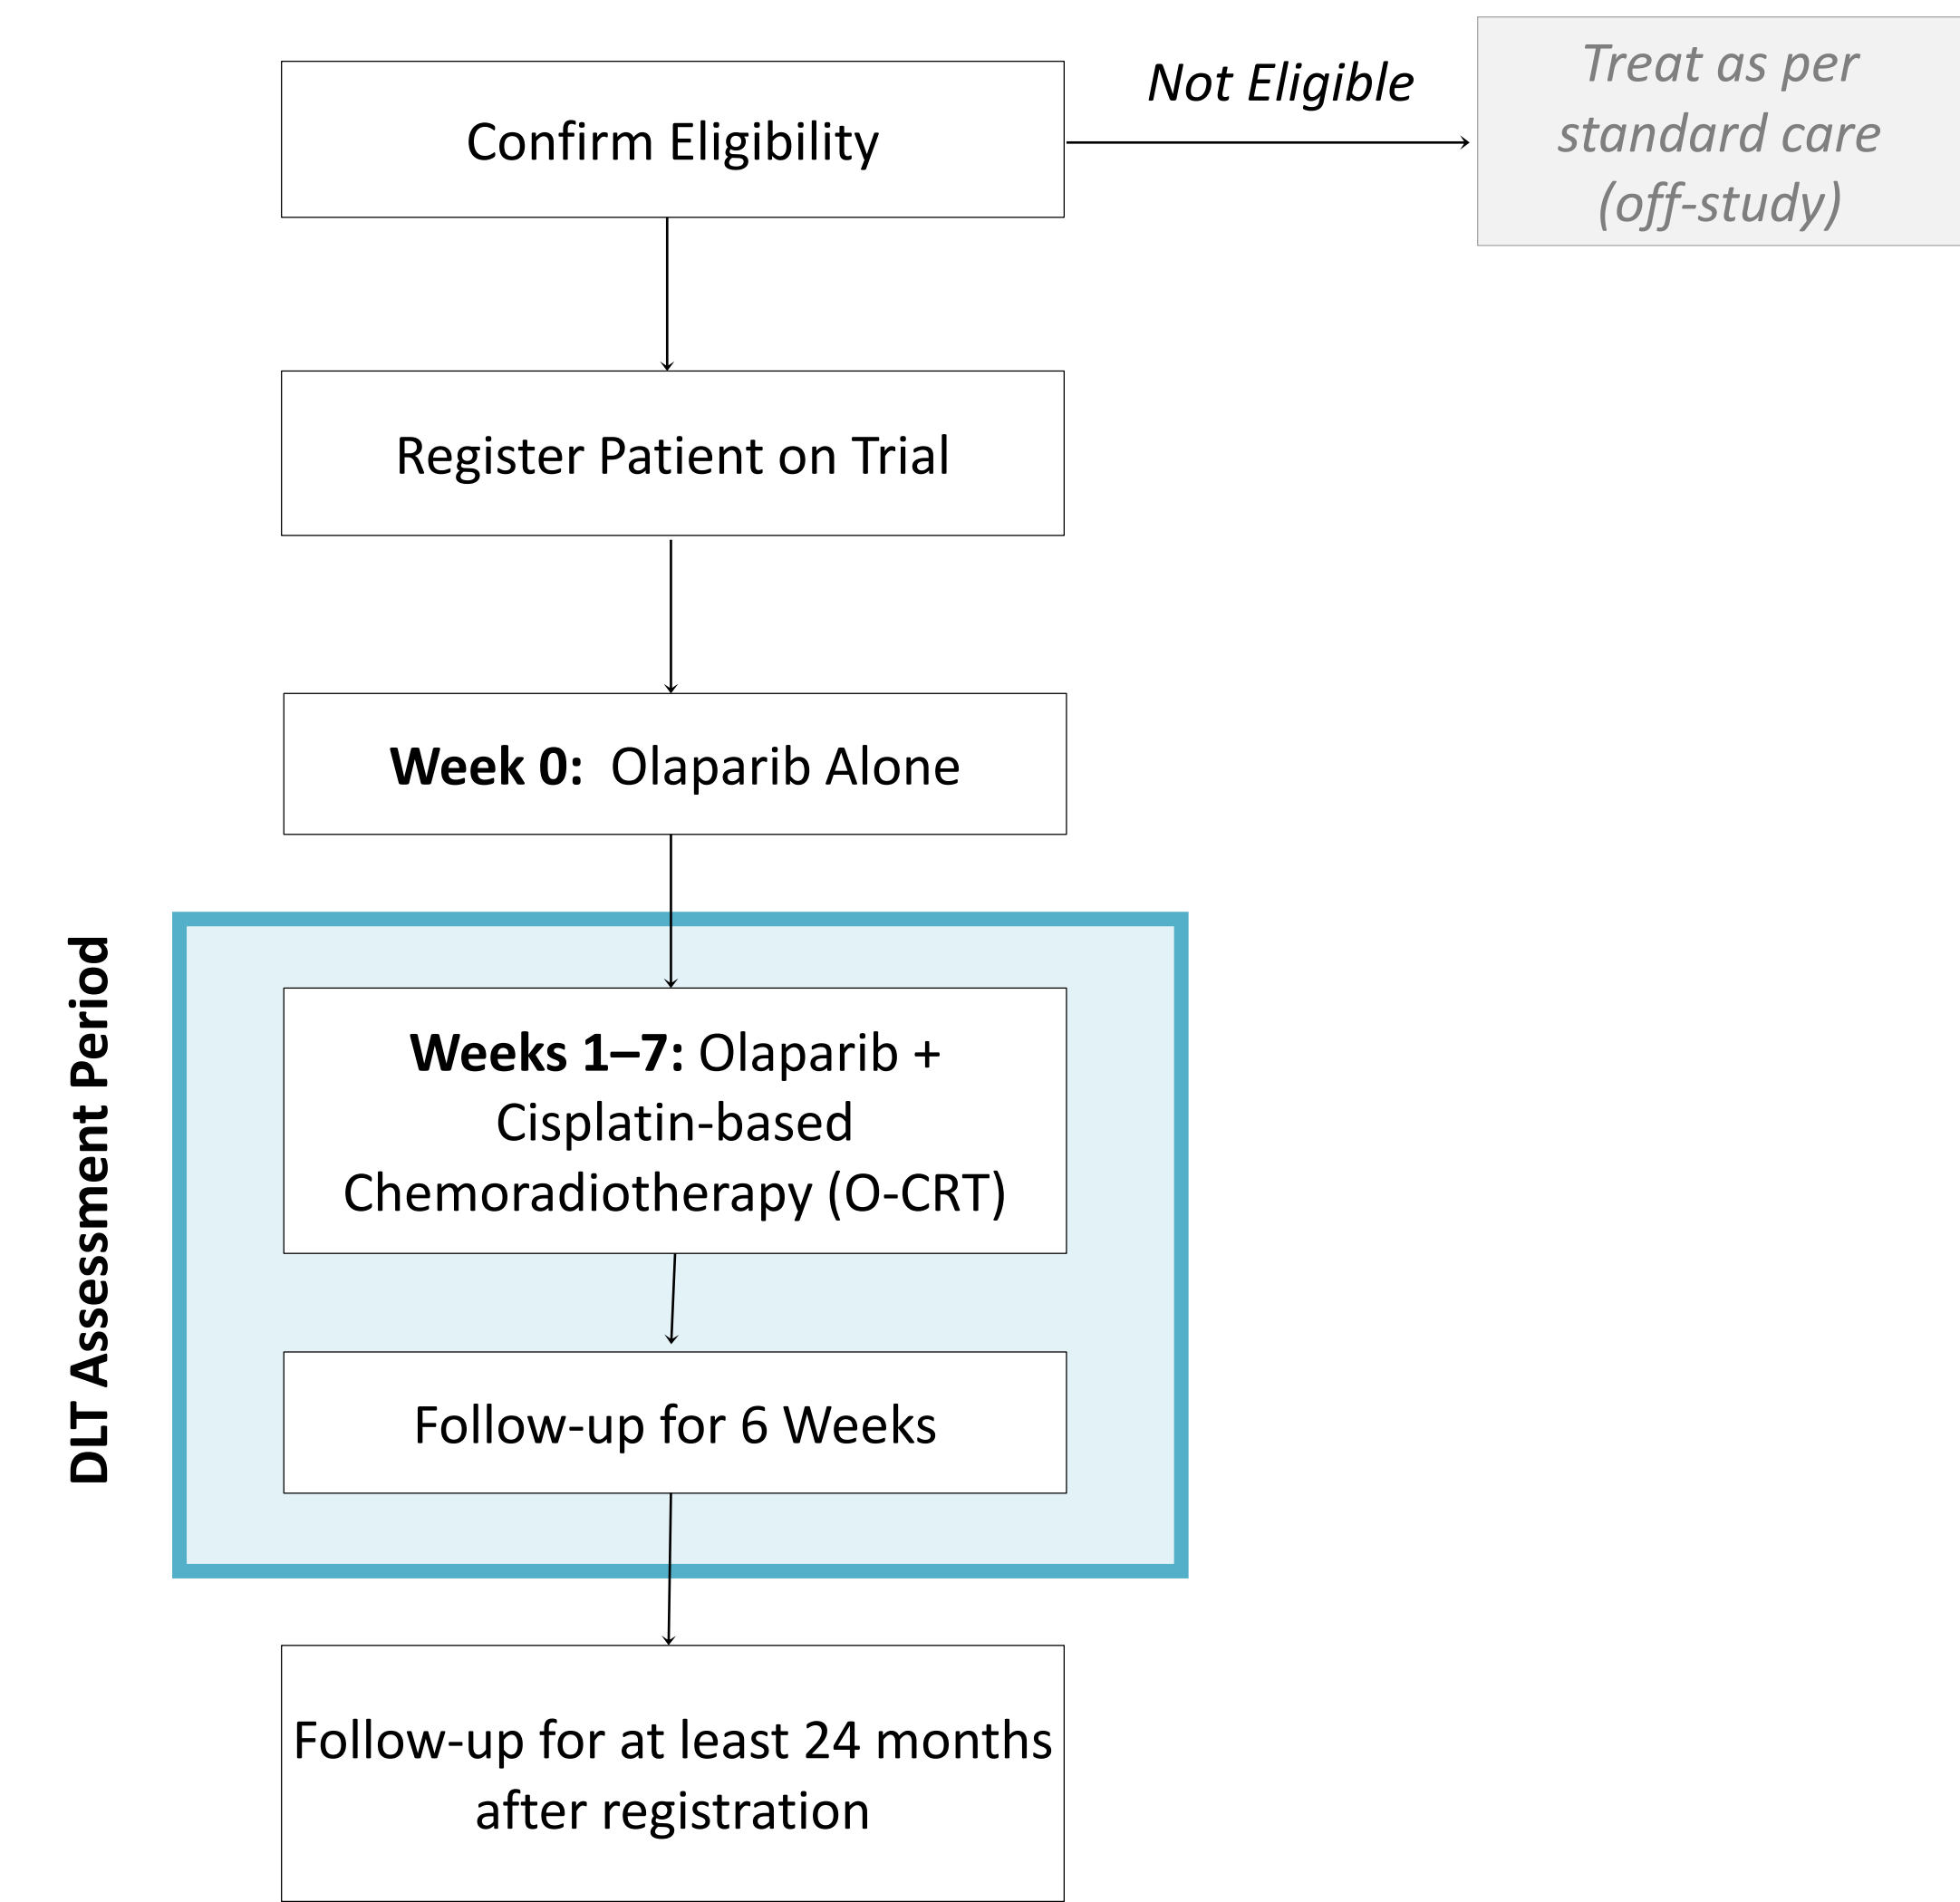 Confirm Eligibility
Not Eligible
Treat as per
standard care
(off-study)
Register Patient on Trial
Week 0: Olaparib Alone
DLT Assessment Period
Weeks 1–7: Olaparib +
Cisplatin-based
Chemoradiotherapy (O-CRT)
Follow-up for 6 Weeks
Follow-up for at least 24 months
after registration